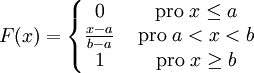 F(x) = { 0 pro x ≤ a
(x−a)/(b−a) pro a < x < b
1 pro x ≥ b